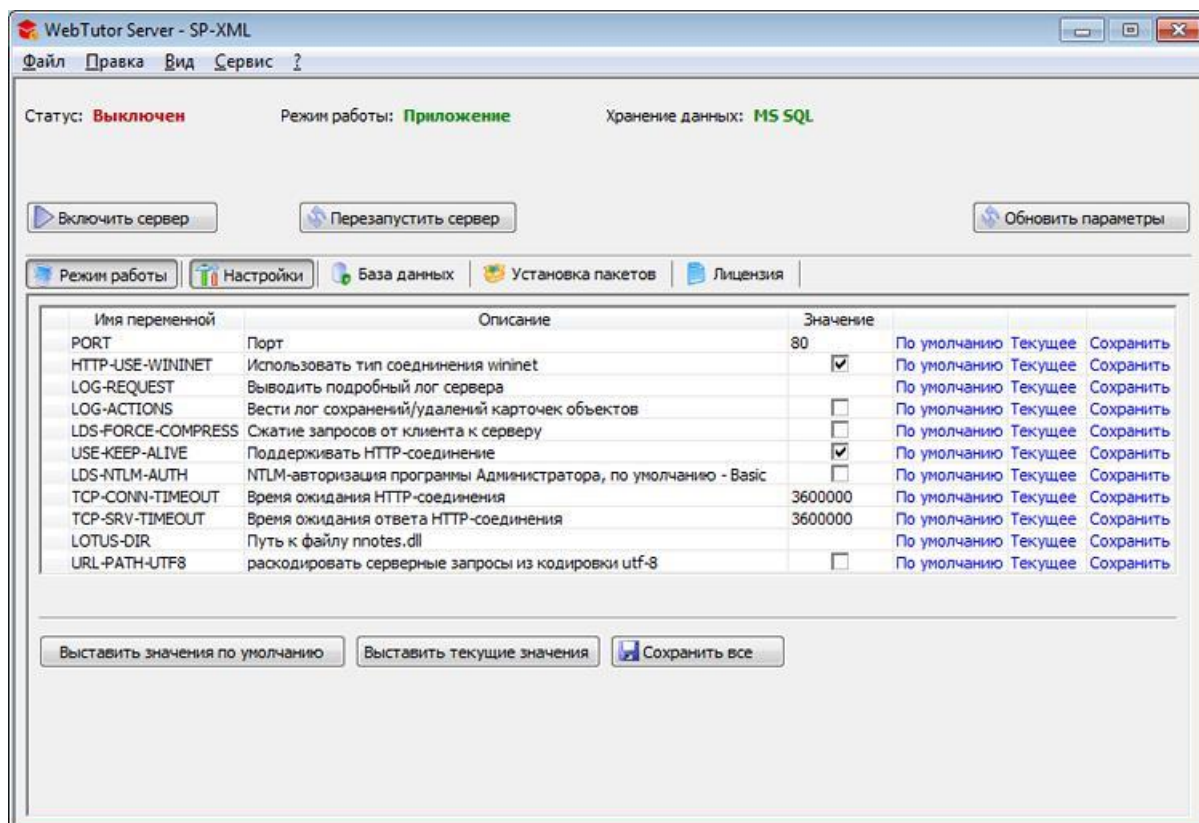 WebTutor Server - SP-XML
Файл Правка Вид Сервис ?
Статус: Выключен Режим работы: Приложение Хранение данных: MS SQL
Включить сервер Перезапустить сервер Обновить параметры
Режим работы Настройки База данных Установка пакетов Лицензия
Имя переменной Описание Значение
PORT Порт 80 По умолчанию Текущее Сохранить
HTTP-USE-WININET Использовать тип соеднинения wininet По умолчанию Текущее Сохранить
LOG-REQUEST Выводить подробный лог сервера По умолчанию Текущее Сохранить
LOG-ACTIONS Вести лог сохранений/удалений карточек объектов По умолчанию Текущее Сохранить
LDS-FORCE-COMPRESS Сжатие запросов от клиента к серверу По умолчанию Текущее Сохранить
USE-KEEP-ALIVE Поддерживать HTTP-соединение По умолчанию Текущее Сохранить
LDS-NTLM-AUTH NTLM-авторизация программы Администратора, по умолчанию - Basic По умолчанию Текущее Сохранить
TCP-CONN-TIMEOUT Время ожидания HTTP-соединения 3600000 По умолчанию Текущее Сохранить
TCP-SRV-TIMEOUT Время ожидания ответа HTTP-соединения 3600000 По умолчанию Текущее Сохранить
LOTUS-DIR Путь к файлу nnotes.dll По умолчанию Текущее Сохранить
URL-PATH-UTF8 раскодировать серверные запросы из кодировки utf-8 По умолчанию Текущее Сохранить
Выставить значения по умолчанию Выставить текущие значения Сохранить все